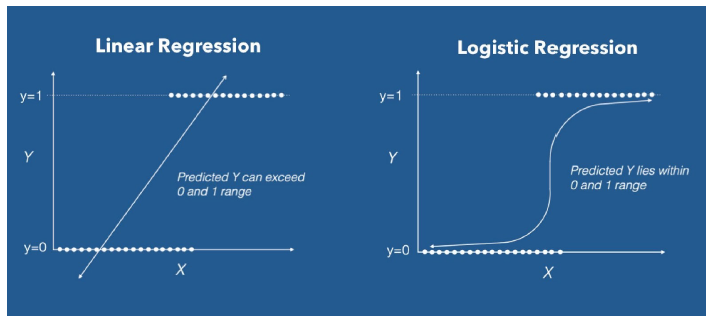 Linear Regression
y=1
Y
Predicted Y can exceed
0 and 1 range
y=0
X
Logistic Regression
y=1
Y
Predicted Y lies within
0 and 1 range
y=0
X